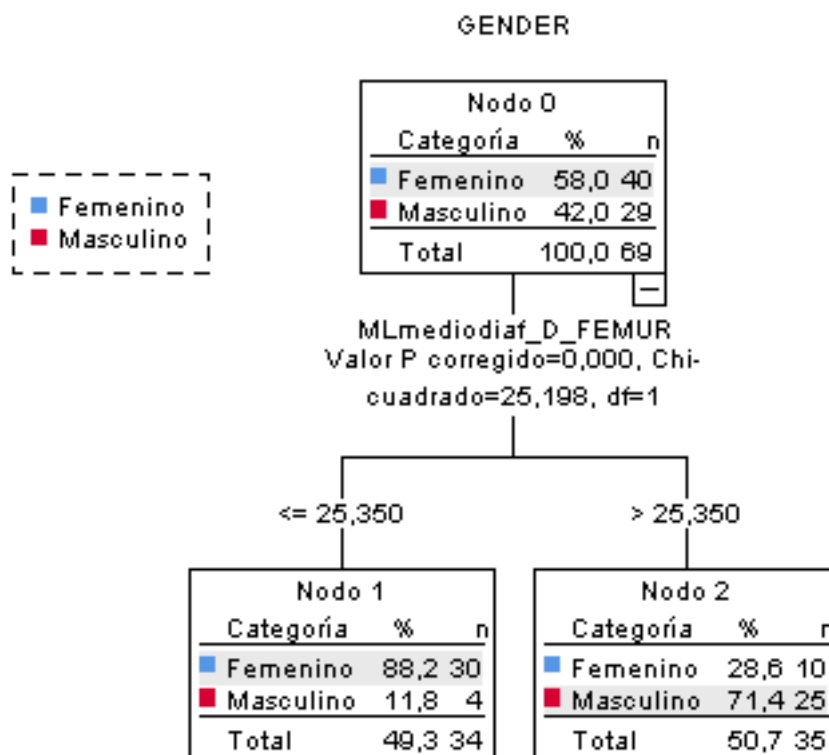 GENDER
Femenino
Masculino
Nodo 0
Categoría % n
Femenino 58,0 40
Masculino 42,0 29
Total 100,0 69
MLmediodiaf_D_FEMUR
Valor P corregido=0,000, Chi-
cuadrado=25,198, df=1
<= 25,350
> 25,350
Nodo 1
Categoría % n
Femenino 88,2 30
Masculino 11,8 4
Total 49,3 34
Nodo 2
Categoría % n
Femenino 28,6 10
Masculino 71,4 25
Total 50,7 35